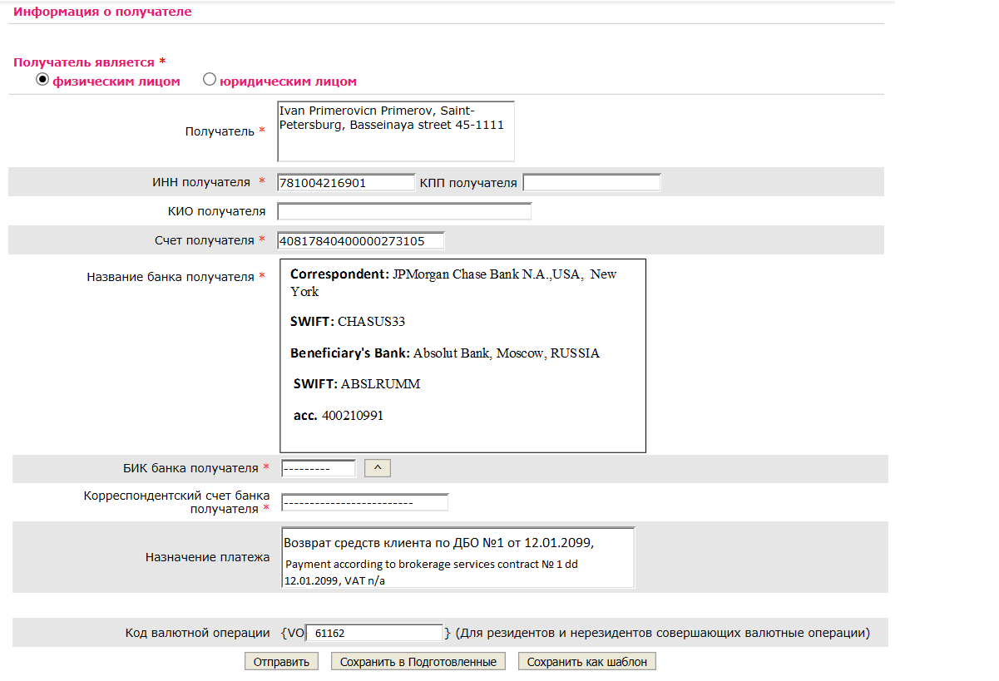 Информация о получателе
Получатель является *
физическим лицом юридическим лицом
Получатель * Ivan Primerovicn Primerov, Saint-
Petersburg, Basseinaya street 45-1111
ИНН получателя * 781004216901 КПП получателя
КИО получателя
Счет получателя * 40817840400000273105
Название банка получателя * Correspondent: JPMorgan Chase Bank N.A.,USA, New
York
SWIFT: CHASUS33
Beneficiary's Bank: Absolut Bank, Moscow, RUSSIA
SWIFT: ABSLRUMM
acc. 400210991
БИК банка получателя * --------- ^
Корреспондентский счет банка
получателя * -------------------------
Назначение платежа
Возврат средств клиента по ДБО №1 от 12.01.2099,
Payment according to brokerage services contract № 1 dd
12.01.2099, VAT n/a
Код валютной операции {VO 61162 } (Для резидентов и нерезидентов совершающих валютные операции)
Отправить Сохранить в Подготовленные Сохранить как шаблон